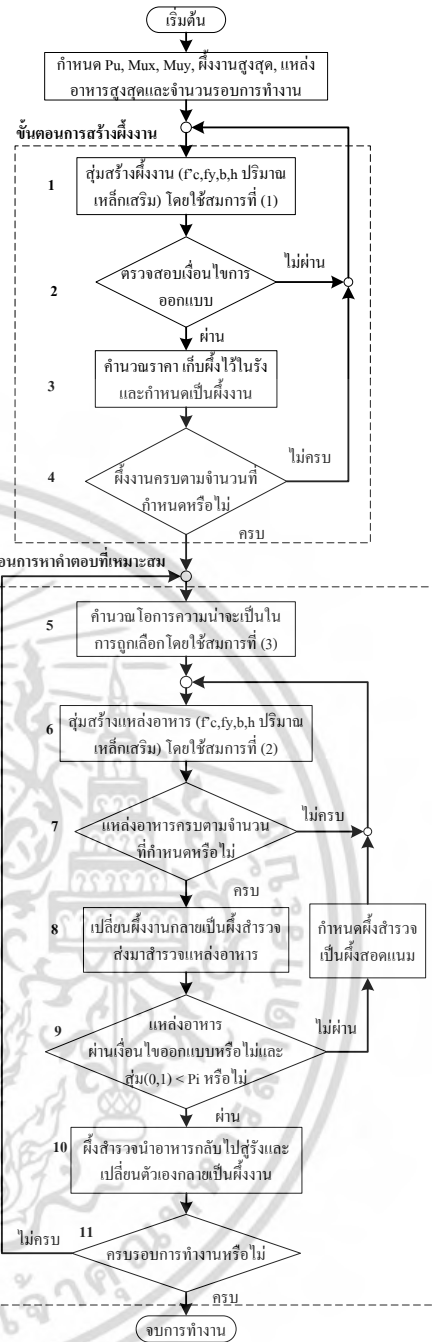 เริ่มต้น
กำหนด Pu, Mux, Muy, ผึ้งงานสูงสุด, แหล่ง
อาหารสูงสุดและจำนวนรอบการทำงาน
ขั้นตอนการสร้างผึ้งงาน
1
สุ่มสร้างผึ้งงาน (f'c,fy,b,h ปริมาณ
เหล็กเสริม) โดยใช้สมการที่ (1)
2
ตรวจสอบเงื่อนไขการ
ออกแบบ
ไม่ผ่าน
ผ่าน
3
คำนวณราคา เก็บผึ้งไว้ในรัง
และกำหนดเป็นผึ้งงาน
4
ผึ้งงานครบตามจำนวนที่
กำหนดหรือไม่
ไม่ครบ
ครบ
อนการหาคำตอบที่เหมาะสม
5
คำนวณโอการความน่าจะเป็นใน
การถูกเลือกโดยใช้สมการที่ (3)
6
สุ่มสร้างแหล่งอาหาร (f'c,fy,b,h ปริมาณ
เหล็กเสริม) โดยใช้สมการที่ (2)
7
แหล่งอาหารครบตามจำนวน
ที่กำหนดหรือไม่
ไม่ครบ
ครบ
8
เปลี่ยนผึ้งงานกลายเป็นผึ้งสำรวจ
ส่งมาสำรวจแหล่งอาหาร
กำหนดผึ้งสำรวจ
เป็นผึ้งสอดแนม
9
แหล่งอาหาร
ผ่านเงื่อนไขออกแบบหรือไม่และ
สุ่ม(0,1) < Pi หรือไม่
ไม่ผ่าน
ผ่าน
10
ผึ้งสำรวจนำอาหารกลับไปสู่รังและ
เปลี่ยนตัวเองกลายเป็นผึ้งงาน
11
ครบรอบการทำงานหรือไม่
ไม่ครบ
ครบ
จบการทำงาน